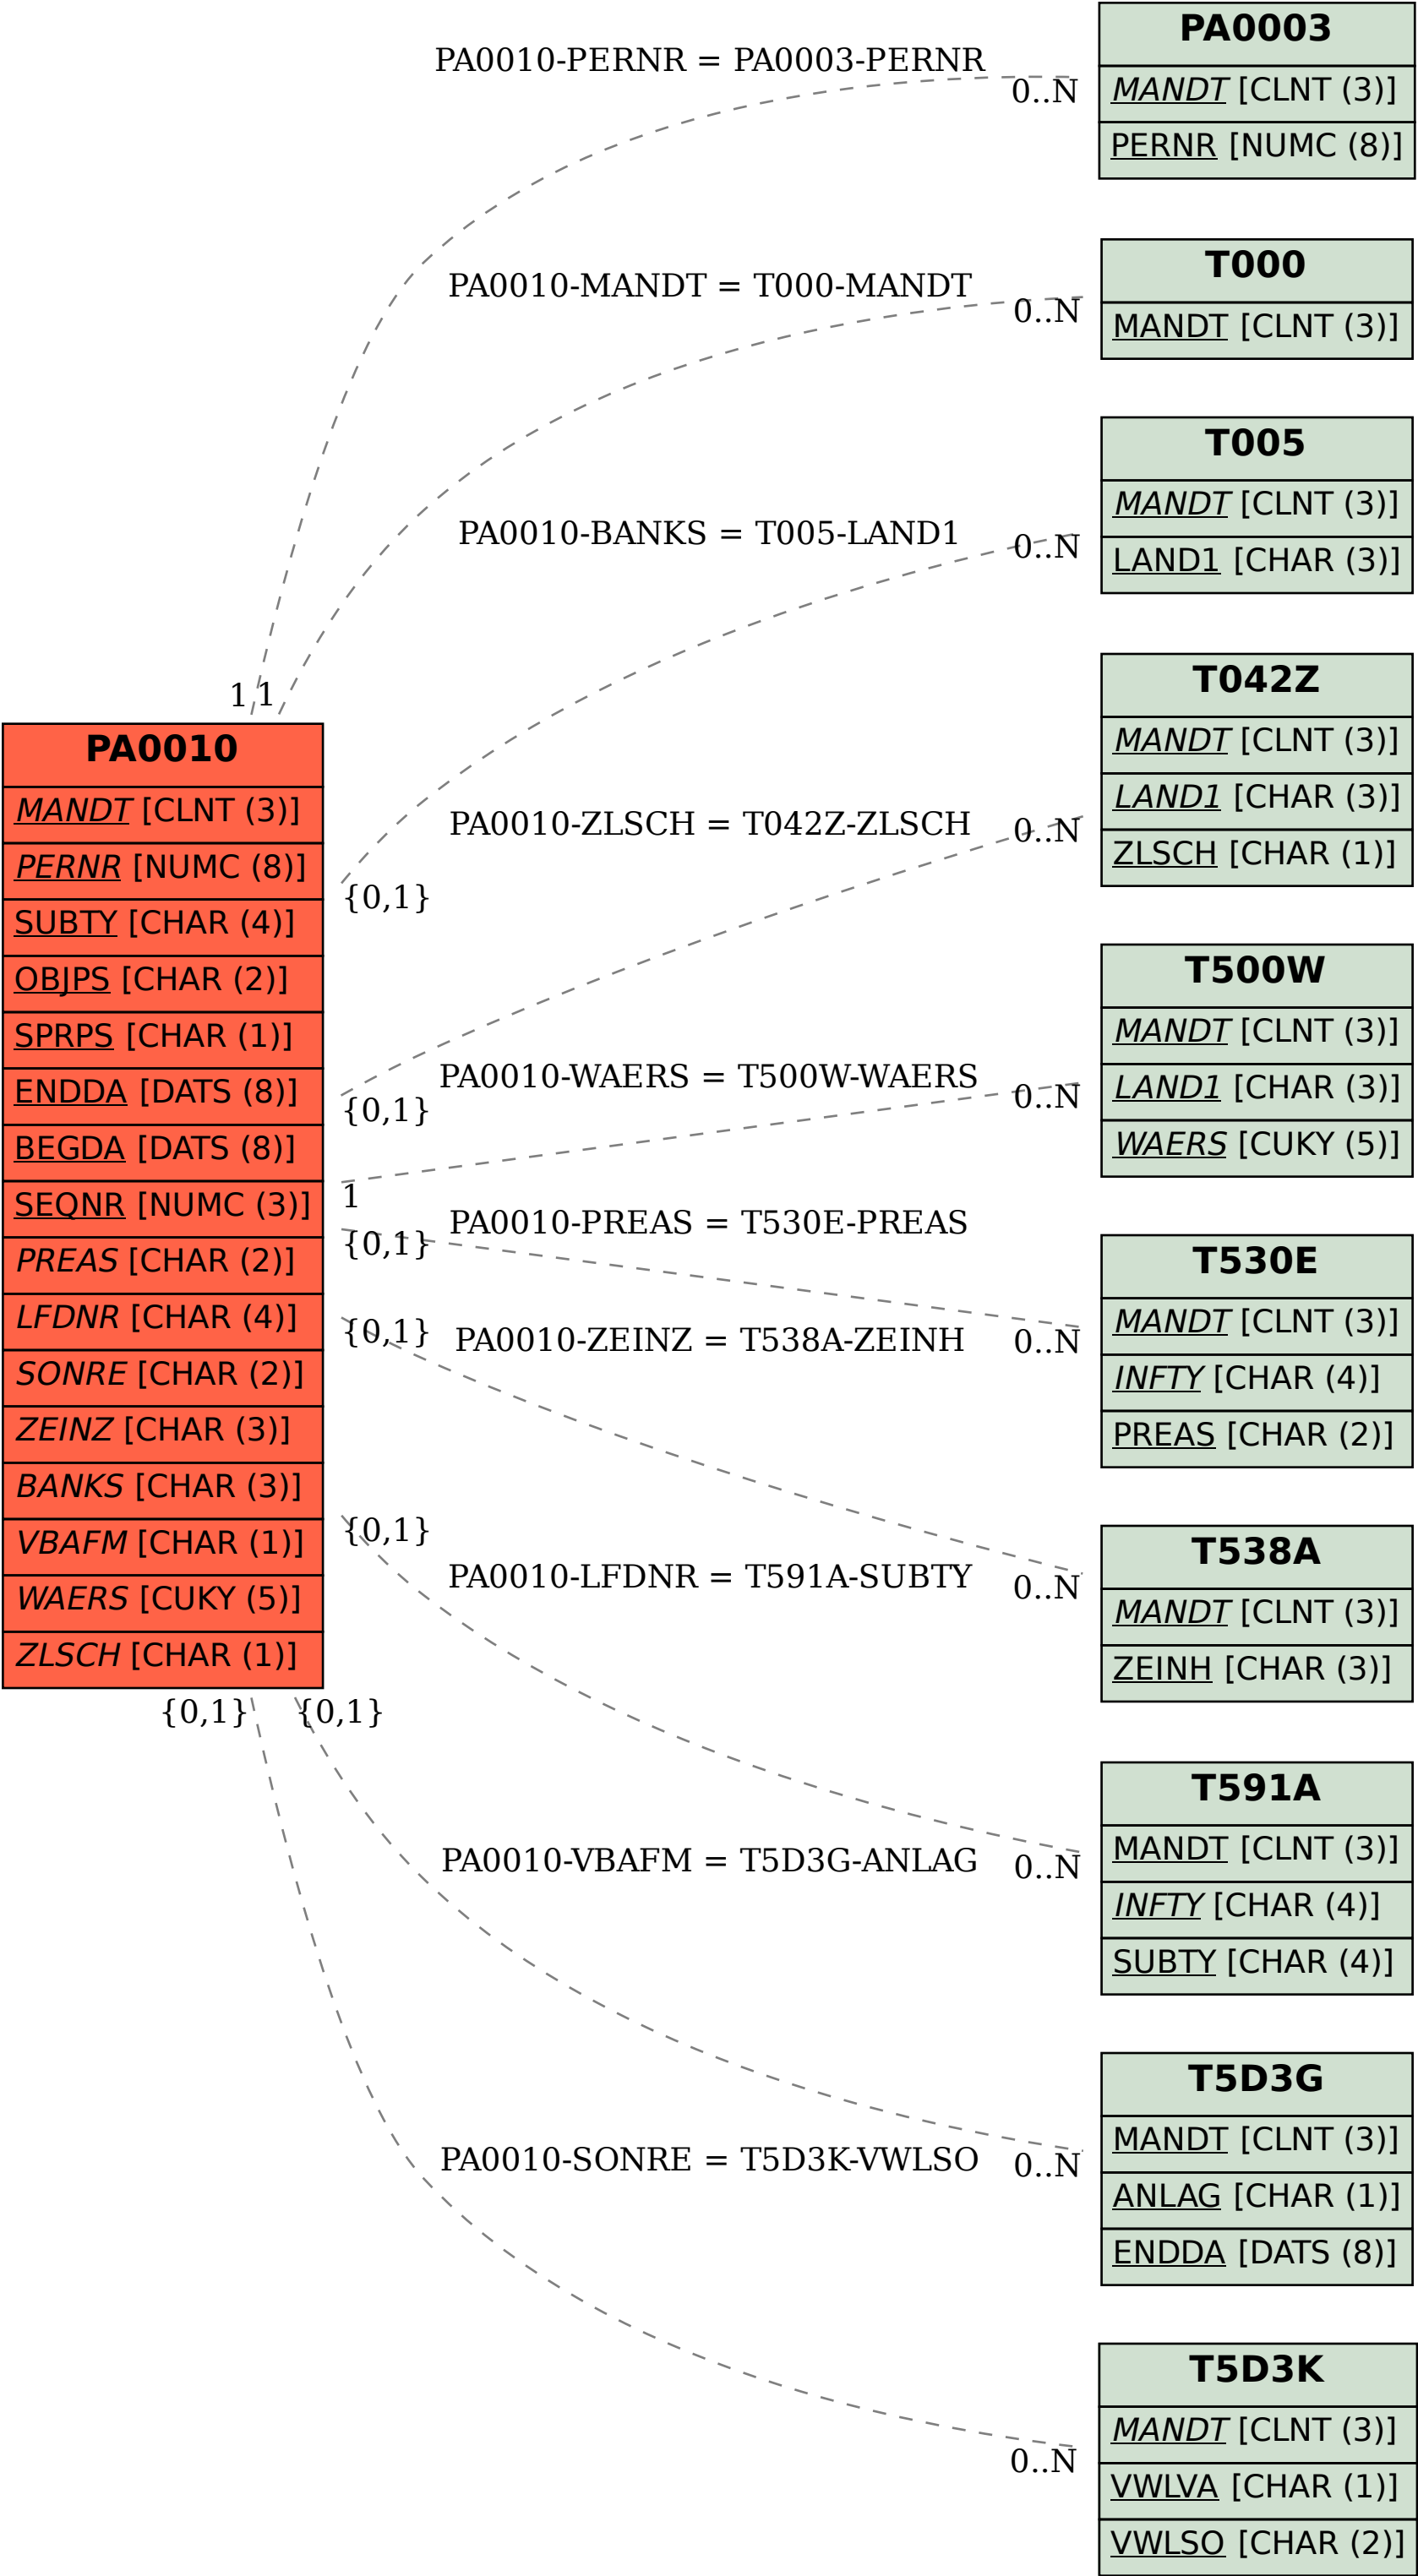 PA0003
MANDT [CLNT (3)]
PERNR [NUMC (8)]
PA0010-PERNR = PA0003-PERNR
0..N
T000
MANDT [CLNT (3)]
PA0010-MANDT = T000-MANDT
0..N
T005
MANDT [CLNT (3)]
LAND1 [CHAR (3)]
PA0010-BANKS = T005-LAND1
0..N
T042Z
MANDT [CLNT (3)]
LAND1 [CHAR (3)]
ZLSCH [CHAR (1)]
PA0010-ZLSCH = T042Z-ZLSCH
0..N
1
1
PA0010
MANDT [CLNT (3)]
PERNR [NUMC (8)]
SUBTY [CHAR (4)]
OBJPS [CHAR (2)]
SPRPS [CHAR (1)]
ENDDA [DATS (8)]
BEGDA [DATS (8)]
SEQNR [NUMC (3)]
PREAS [CHAR (2)]
LFDNR [CHAR (4)]
SONRE [CHAR (2)]
ZEINZ [CHAR (3)]
BANKS [CHAR (3)]
VBAFM [CHAR (1)]
WAERS [CUKY (5)]
ZLSCH [CHAR (1)]
{0,1}
{0,1}
1
{0,1}
{0,1}
{0,1}
{0,1}
{0,1}
T500W
MANDT [CLNT (3)]
LAND1 [CHAR (3)]
WAERS [CUKY (5)]
PA0010-WAERS = T500W-WAERS
0..N
PA0010-PREAS = T530E-PREAS
T530E
MANDT [CLNT (3)]
INFTY [CHAR (4)]
PREAS [CHAR (2)]
0..N
PA0010-ZEINZ = T538A-ZEINH
T538A
MANDT [CLNT (3)]
ZEINH [CHAR (3)]
0..N
PA0010-LFDNR = T591A-SUBTY
T591A
MANDT [CLNT (3)]
INFTY [CHAR (4)]
SUBTY [CHAR (4)]
0..N
PA0010-VBAFM = T5D3G-ANLAG
T5D3G
MANDT [CLNT (3)]
ANLAG [CHAR (1)]
ENDDA [DATS (8)]
0..N
PA0010-SONRE = T5D3K-VWLSO
T5D3K
MANDT [CLNT (3)]
VWLVA [CHAR (1)]
VWLSO [CHAR (2)]
0..N